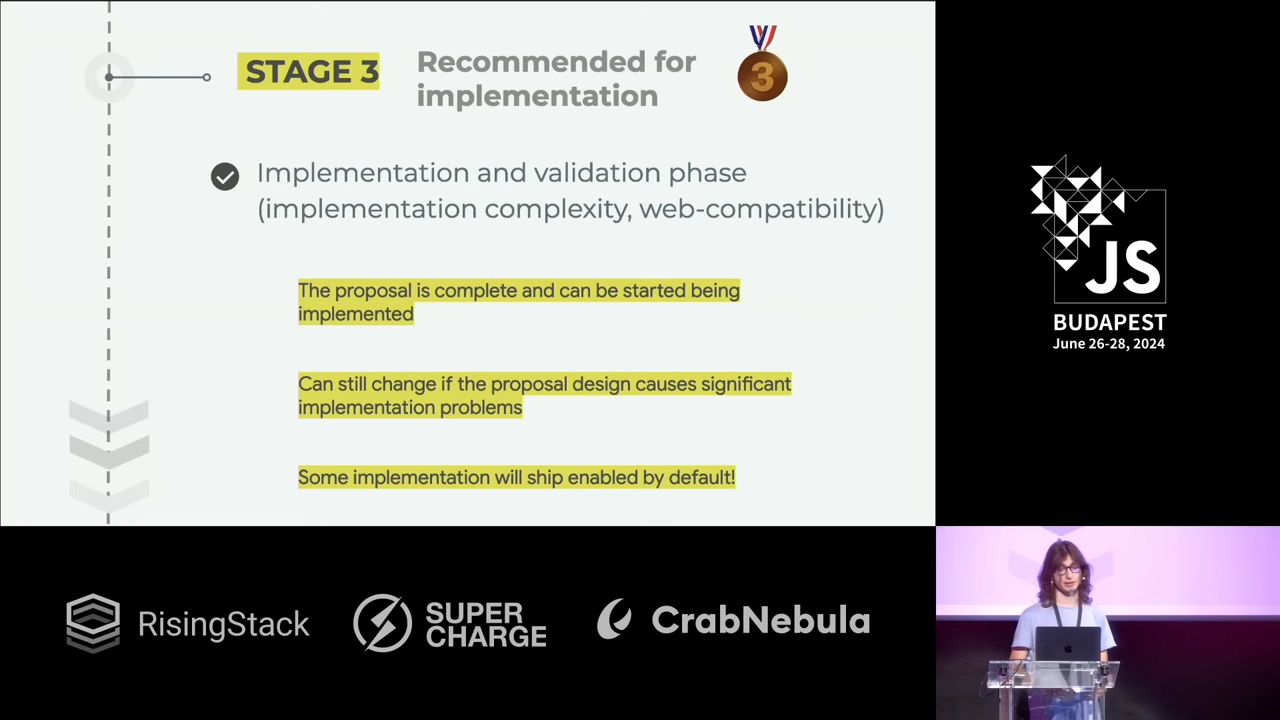 STAGE 3
Recommended for
implementation
3
Implementation and validation phase
(implementation complexity, web-compatibility)
The proposal is complete and can be started being
implemented
Can still change if the proposal design causes significant
implementation problems
Some implementation will ship enabled by default!
JS
BUDAPEST
June 26-28, 2024
RisingStack
SUPER
CHARGE
CrabNebula